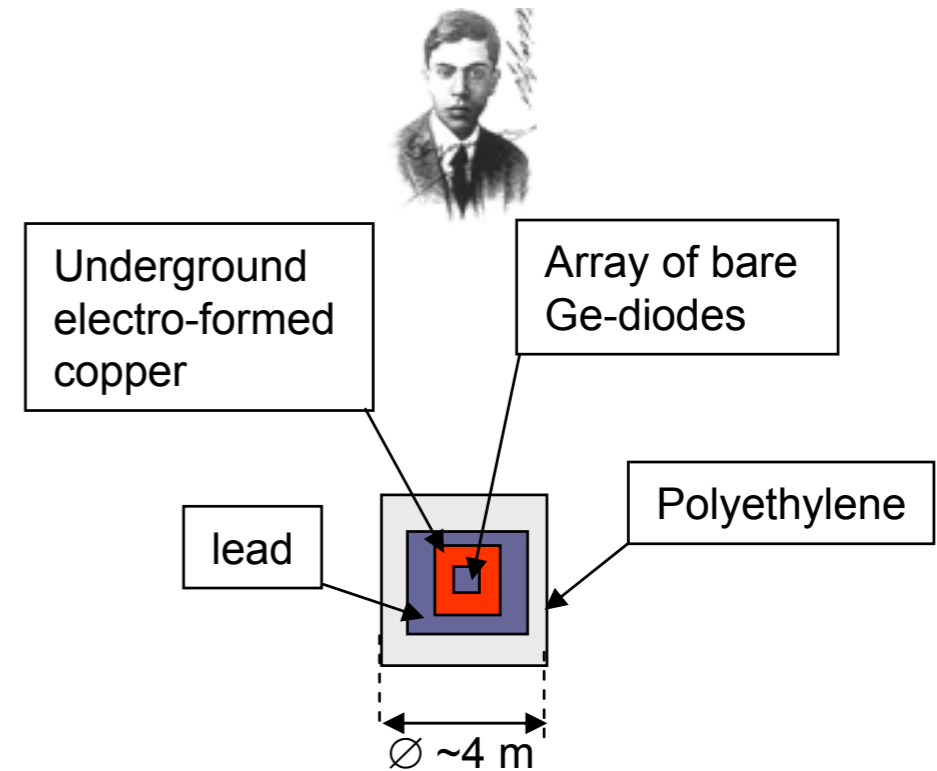 Underground
electro-formed
copper
Array of bare
Ge-diodes
lead
Polyethylene
∅ ~4 m